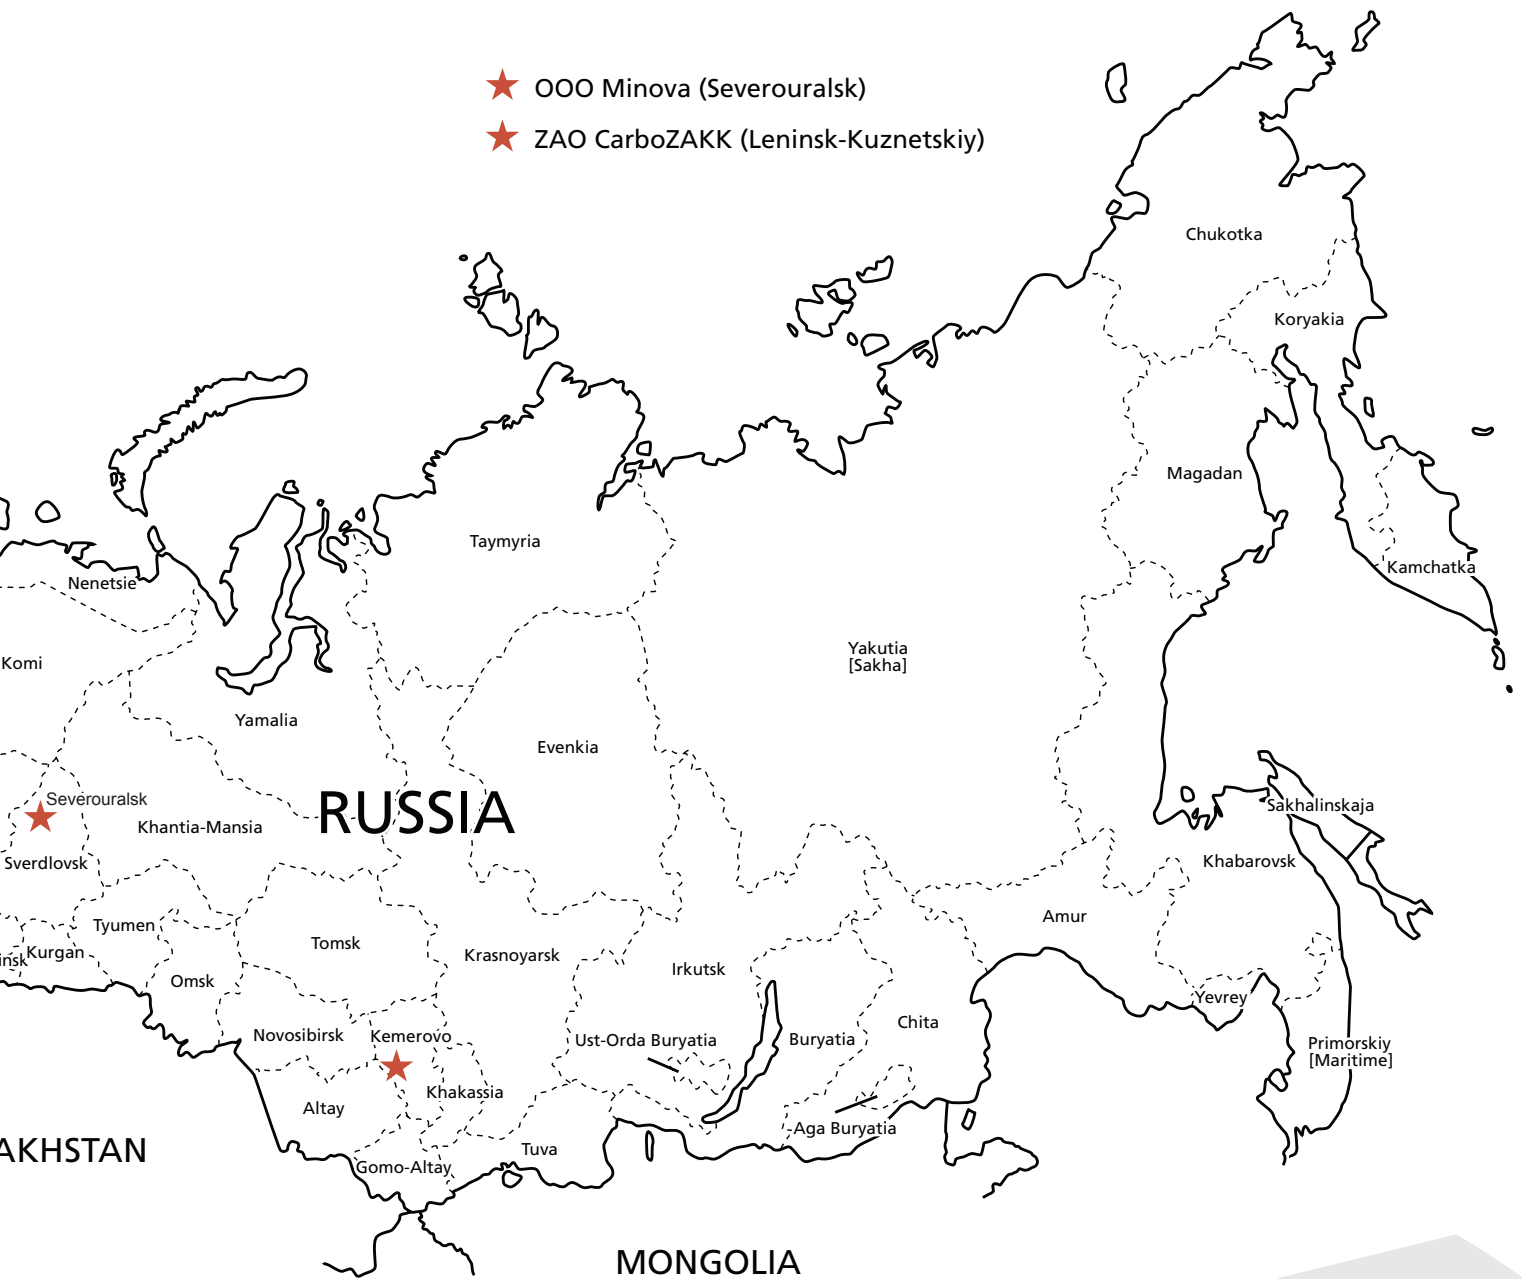 OOO Minova (Severouralsk)
ZAO CarboZAKK (Leninsk-Kuznetskiy)
Chukotka
Koryakia
Magadan
Taymyria
Kamchatka
Nenetsie
Yakutia
[Sakha]
Komi
Yamalia
Evenkia
Severouralsk
RUSSIA
Sakhalinskaja
Khantia-Mansia
Sverdlovsk
Khabarovsk
Amur
Tyumen
Tomsk
Kurgan
insk
Krasnoyarsk
Irkutsk
Omsk
Yevrey
Chita
Novosibirsk
Kemerovo
Ust-Orda Buryatia
Buryatia
Primorskiy
[Maritime]
Khakassia
Altay
Aga Buryatia
AKHSTAN
Tuva
Gomo-Altay
MONGOLIA